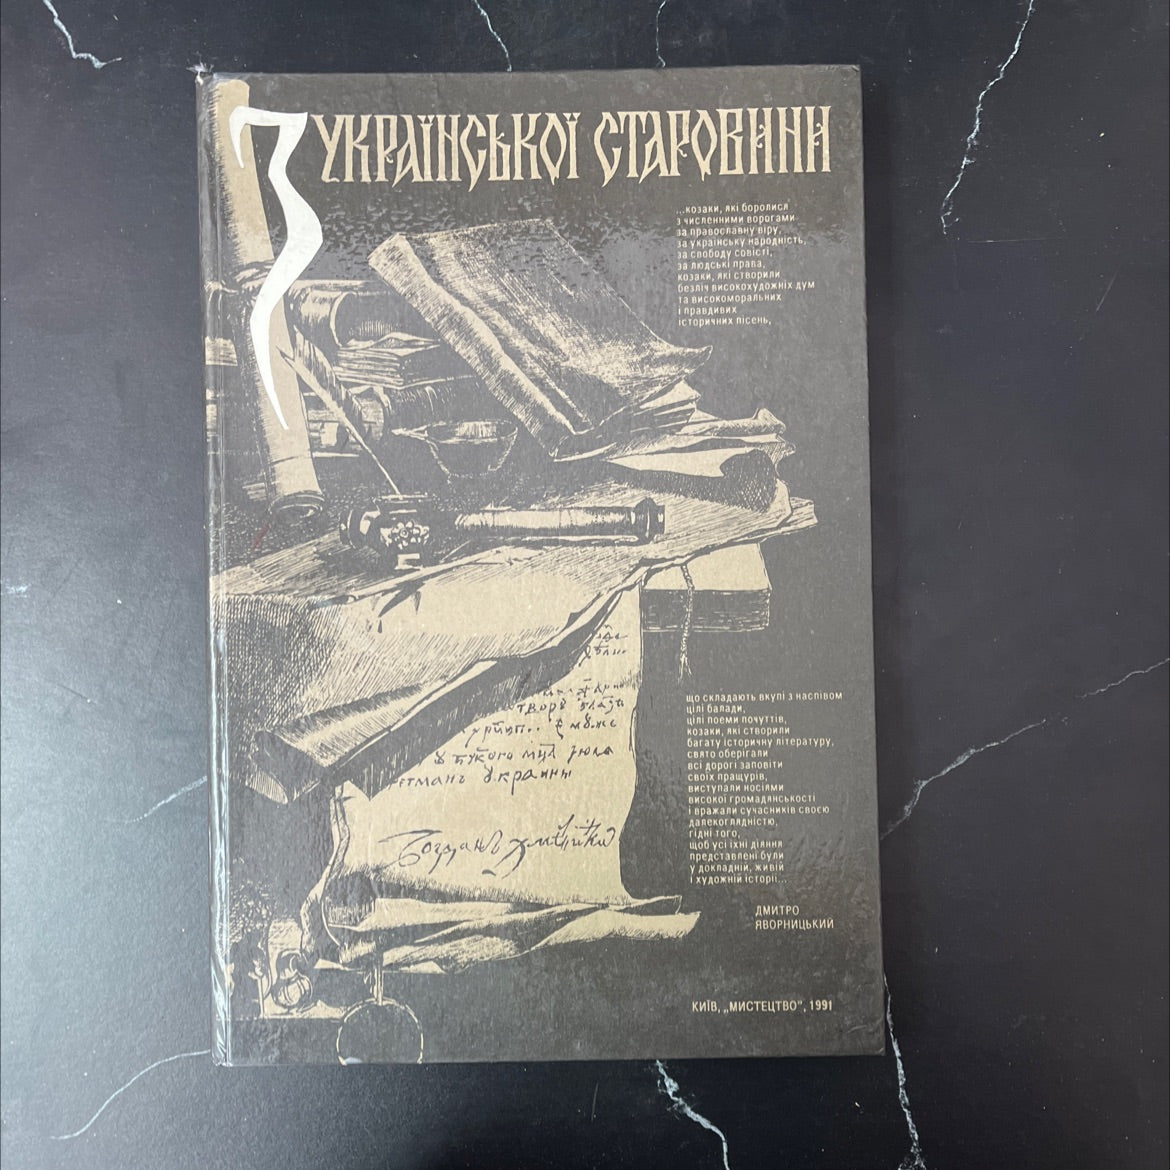 З УКРАЇНСЬКОЇ СТАРОВИНИ
...козаки, які боролися
з численними ворогами
за православну віру,
за українську народність,
за свободу совісті,
за людські права,
козаки, які створили
безліч високохудожніх дум
та високоморальних
і правдивих
історичних пісень,
творъ
може
гетманъ украины
що складають вкупі з наспівом
цілі балади,
цілі поеми почуттів,
козаки, які створили
багату історичну літературу,
свято оберігали
всі дорогі заповіти
своїх пращурів,
виступали носіями
високої громадянськості
і вражали сучасників своєю
далекоглядністю,
гідні того,
щоб усі їхні діяння
представлені були
у докладній, живій
і художній історії...
ДМИТРО
ЯВОРНИЦЬКИЙ
КИЇВ, „МИСТЕЦТВО", 1991